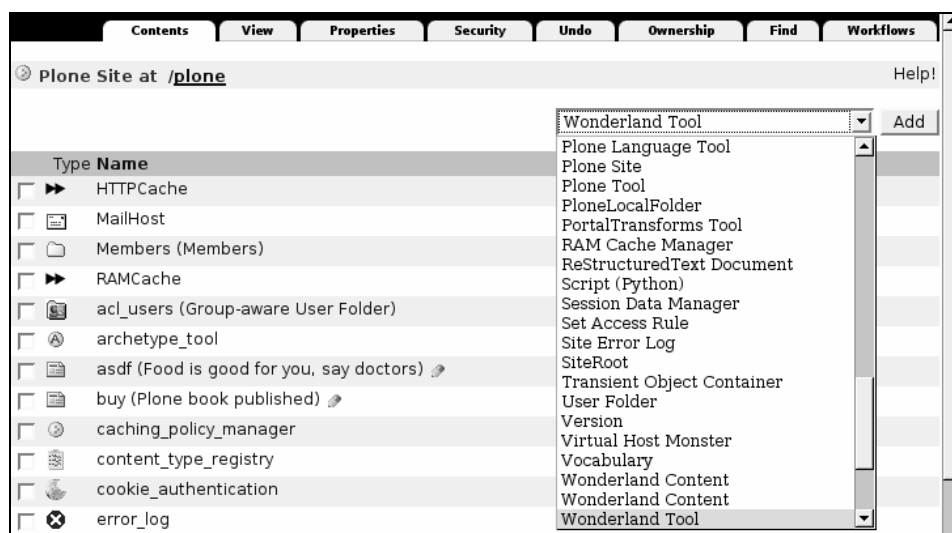 Contents View Properties Security Undo Ownership Find Workflows
Plone Site at /plone Help!
Wonderland Tool Add
Type Name
HTTPCache
MailHost
Members (Members)
RAMCache
acl_users (Group-aware User Folder)
archetype_tool
asdf (Food is good for you, say doctors)
buy (Plone book published)
caching_policy_manager
content_type_registry
cookie_authentication
error_log
Plone Language Tool
Plone Site
Plone Tool
PloneLocalFolder
PortalTransforms Tool
RAM Cache Manager
ReStructuredText Document
Script (Python)
Session Data Manager
Set Access Rule
Site Error Log
SiteRoot
Transient Object Container
User Folder
Version
Virtual Host Monster
Vocabulary
Wonderland Content
Wonderland Content
Wonderland Tool